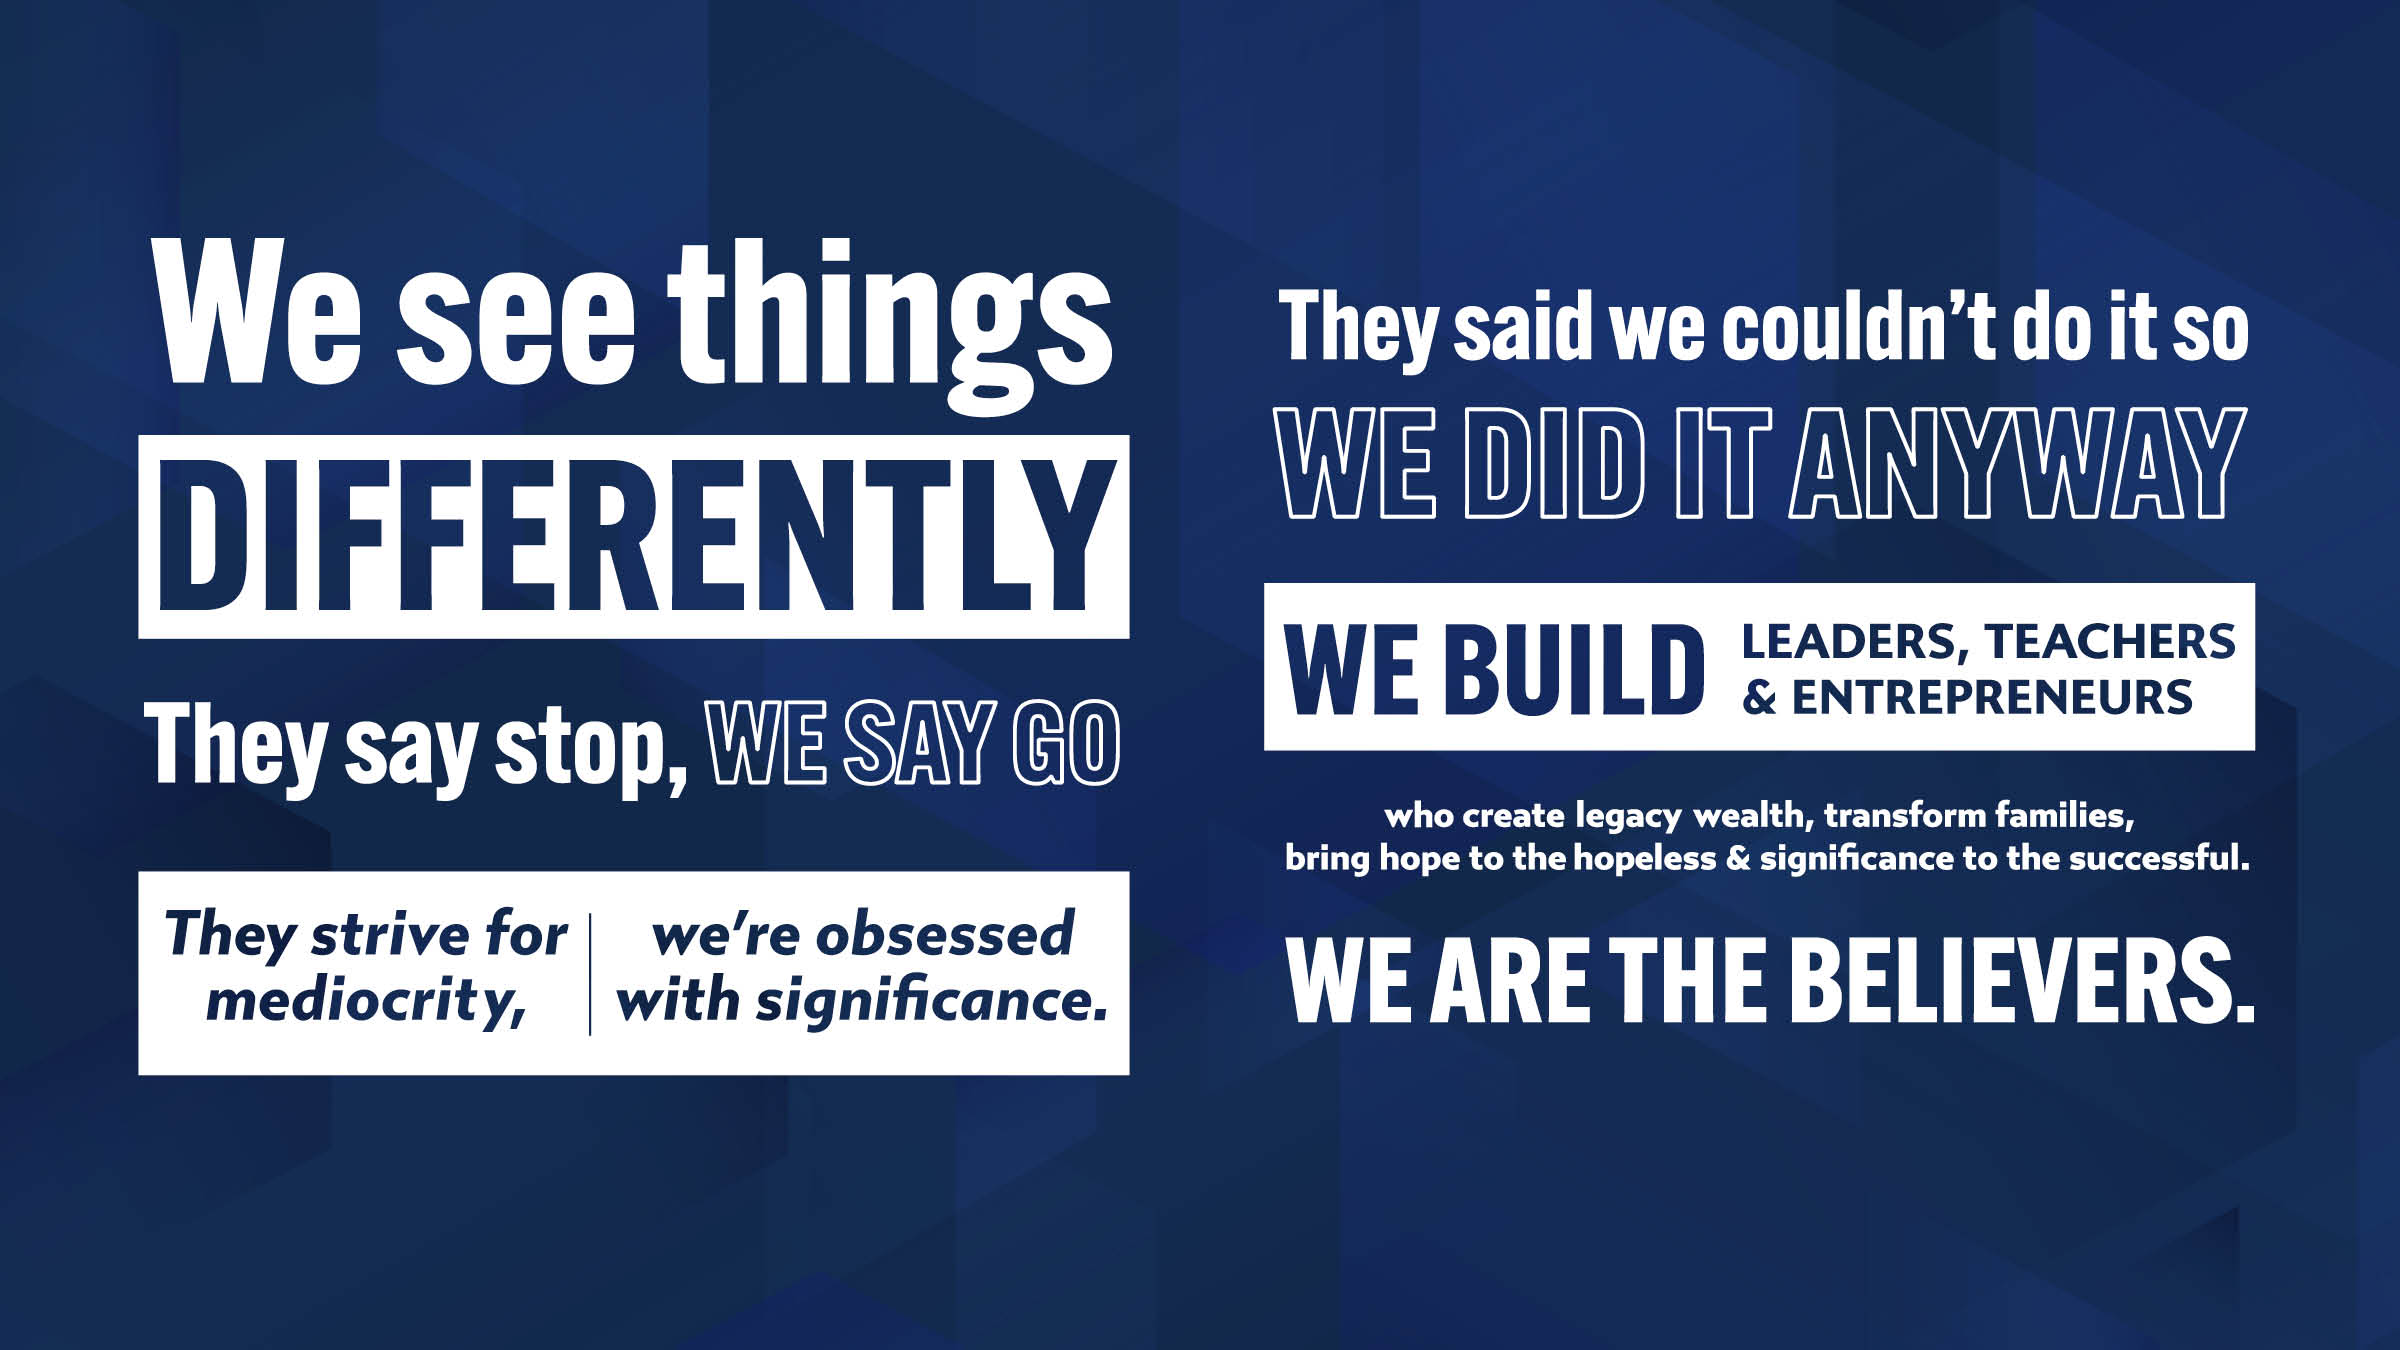 We see things
DIFFERENTLY
They say stop, WE SAY GO
They strive for
mediocrity,
we're obsessed
with significance.
They said we couldn't do it so
WE DID IT ANYWAY
WE BUILD
LEADERS, TEACHERS
& ENTREPRENEURS
who create legacy wealth, transform families,
bring hope to the hopeless & significance to the successful.
WE ARE THE BELIEVERS.